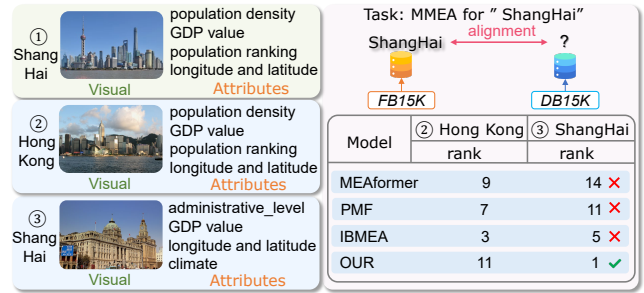 ① Shang Hai
population density
GDP value
population ranking
longitude and latitude
Visual
Attributes
② Hong Kong
population density
GDP value
population ranking
longitude and latitude
Visual
Attributes
③ Shang Hai
administrative_level
GDP value
longitude and latitude
climate
Visual
Attributes
Task: MMEA for ” ShangHai”
ShangHai alignment ?
FB15K DB15K
Model ② Hong Kong ③ ShangHai
rank rank
MEAformer 9 14 ✕
PMF 7 11 ✕
IBMEA 3 5 ✕
OUR 11 1 ✓